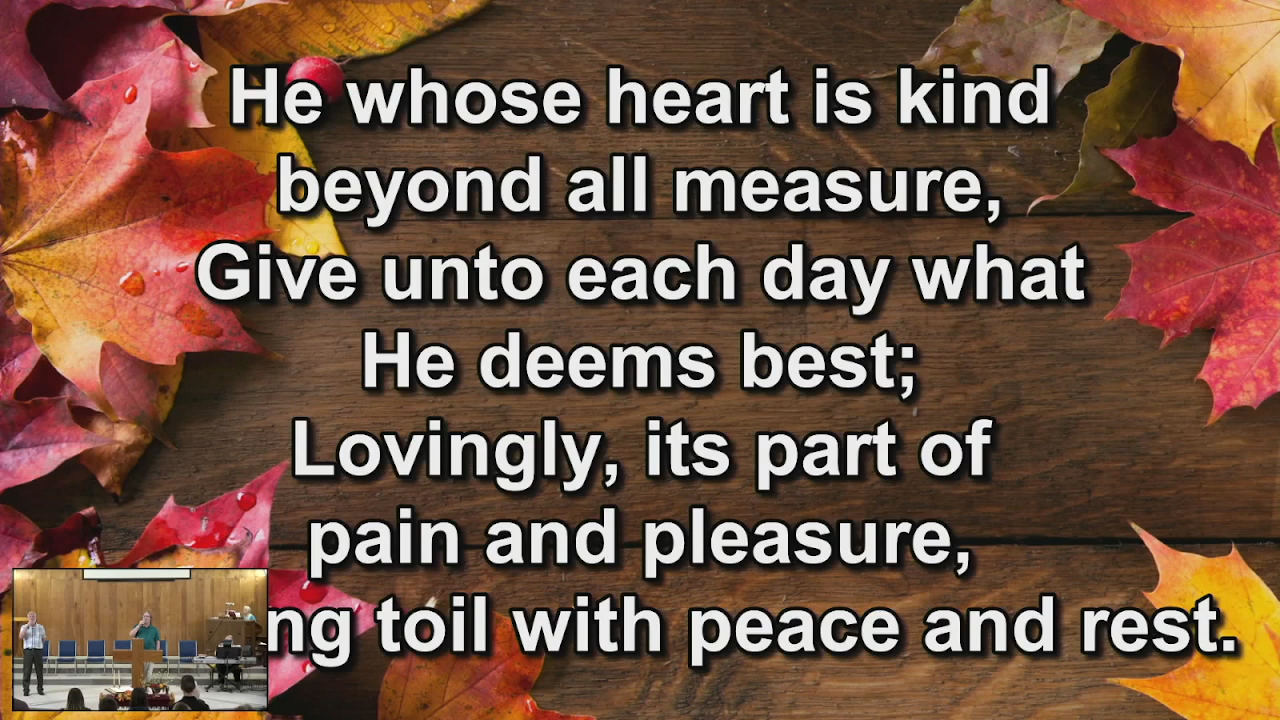 He whose heart is kind
beyond all measure,
Give unto each day what
He deems best;
Lovingly, its part of
pain and pleasure,
ng toil with peace and rest.